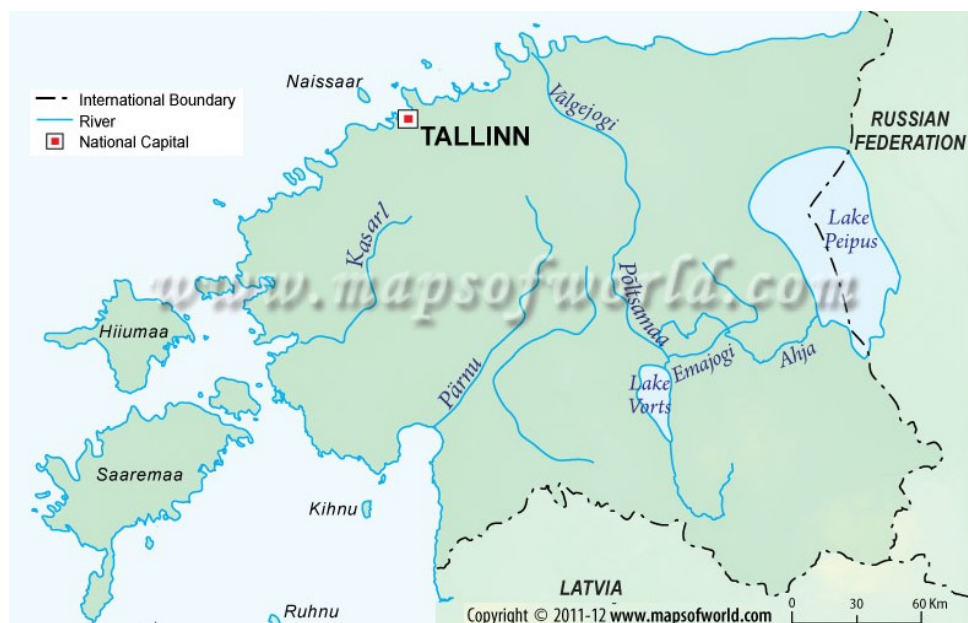 Naissaar
International Boundary
River
National Capital
TALLINN
Valgejogi
RUSSIAN
FEDERATION
Kasarl
Lake
Peipus
www.mapsofworld.com
Hiiumaa
Põltsamaa
Pärnu
Emajogi
Ahja
Lake
Vorts
Saaremaa
Kihnu
LATVIA
Ruhnu
Copyright © 2011-12 www.mapsofworld.com
0 30 60 Km